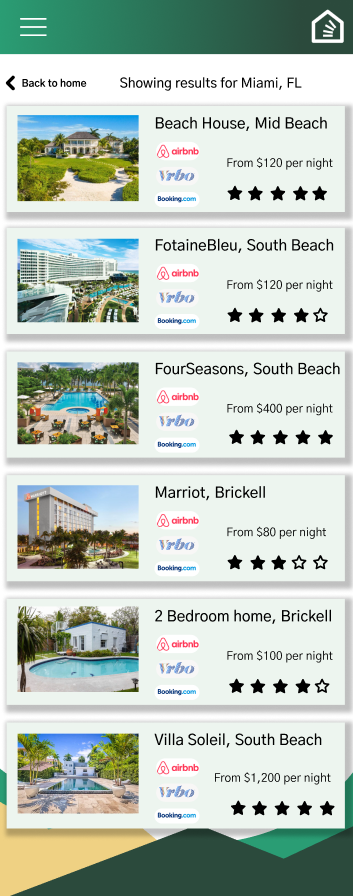 Back to home
Showing results for Miami, FL
Beach House, Mid Beach
airbnb
From $120 per night
Vrbo
Booking.com
FotaineBleu, South Beach
airbnb
From $120 per night
Vrbo
Booking.com
FourSeasons, South Beach
airbnb
From $400 per night
Vrbo
Booking.com
Marriot, Brickell
airbnb
From $80 per night
Vrbo
Booking.com
2 Bedroom home, Brickell
airbnb
From $100 per night
Vrbo
Booking.com
Villa Soleil, South Beach
airbnb
From $1,200 per night
Vrbo
Booking.com